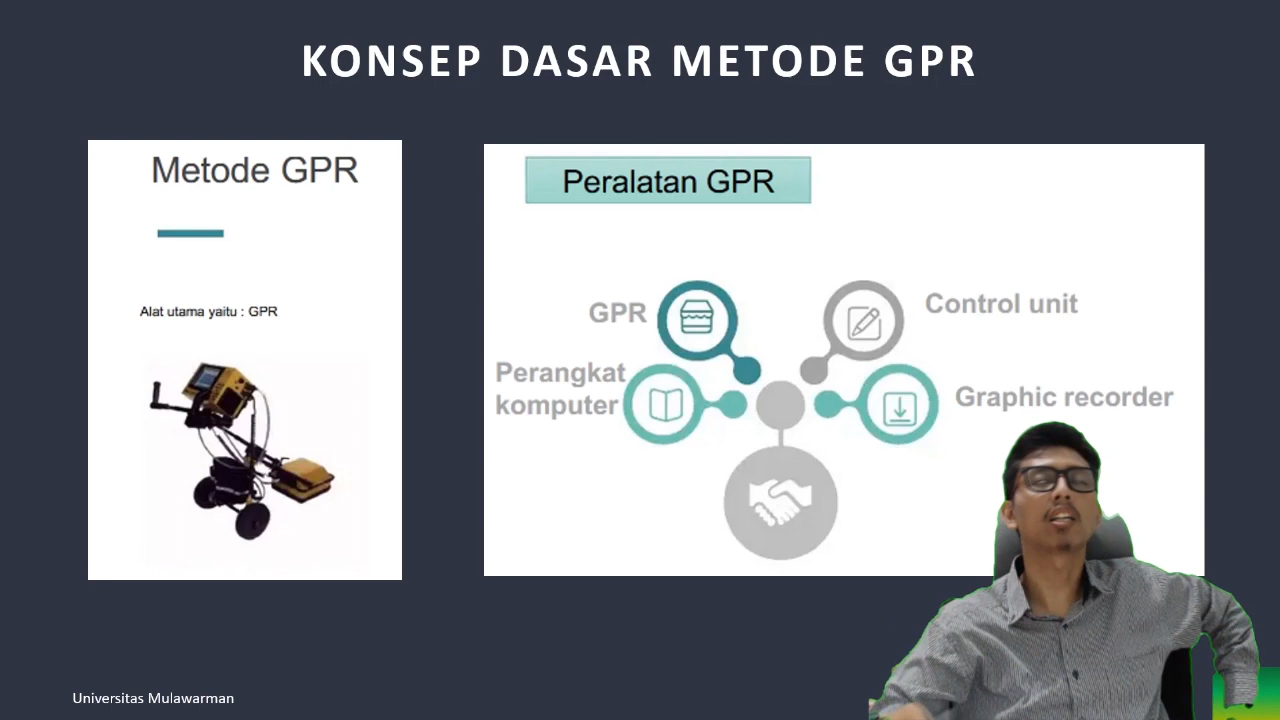 KONSEP DASAR METODE GPR
Metode GPR
Alat utama yaitu : GPR
Peralatan GPR
GPR
Control unit
Perangkat
komputer
Graphic recorder
Universitas Mulawarman